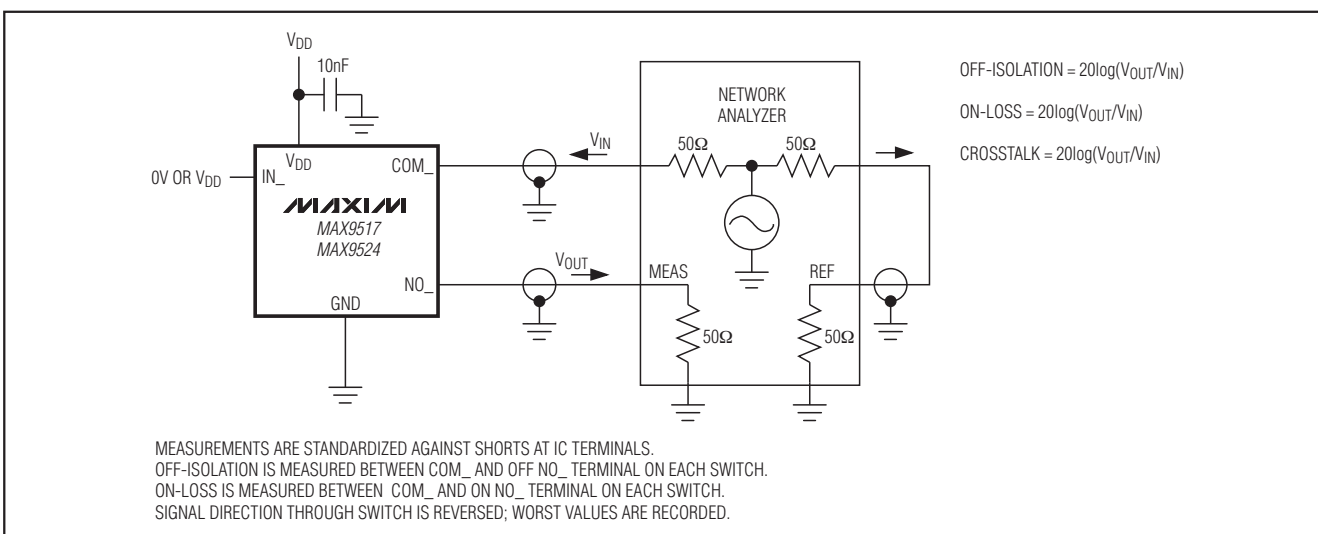 V_DD
10nF
V_DD
0V OR V_DD
IN_
COM_
MAXIM
MAX9517
MAX9524
NO_
GND
V_IN
V_OUT
NETWORK
ANALYZER
50Ω
50Ω
MEAS
REF
50Ω
50Ω
OFF-ISOLATION = 20log(V_OUT/V_IN)
ON-LOSS = 20log(V_OUT/V_IN)
CROSSTALK = 20log(V_OUT/V_IN)
MEASUREMENTS ARE STANDARDIZED AGAINST SHORTS AT IC TERMINALS.
OFF-ISOLATION IS MEASURED BETWEEN COM_ AND OFF NO_ TERMINAL ON EACH SWITCH.
ON-LOSS IS MEASURED BETWEEN COM_ AND ON NO_ TERMINAL ON EACH SWITCH.
SIGNAL DIRECTION THROUGH SWITCH IS REVERSED; WORST VALUES ARE RECORDED.